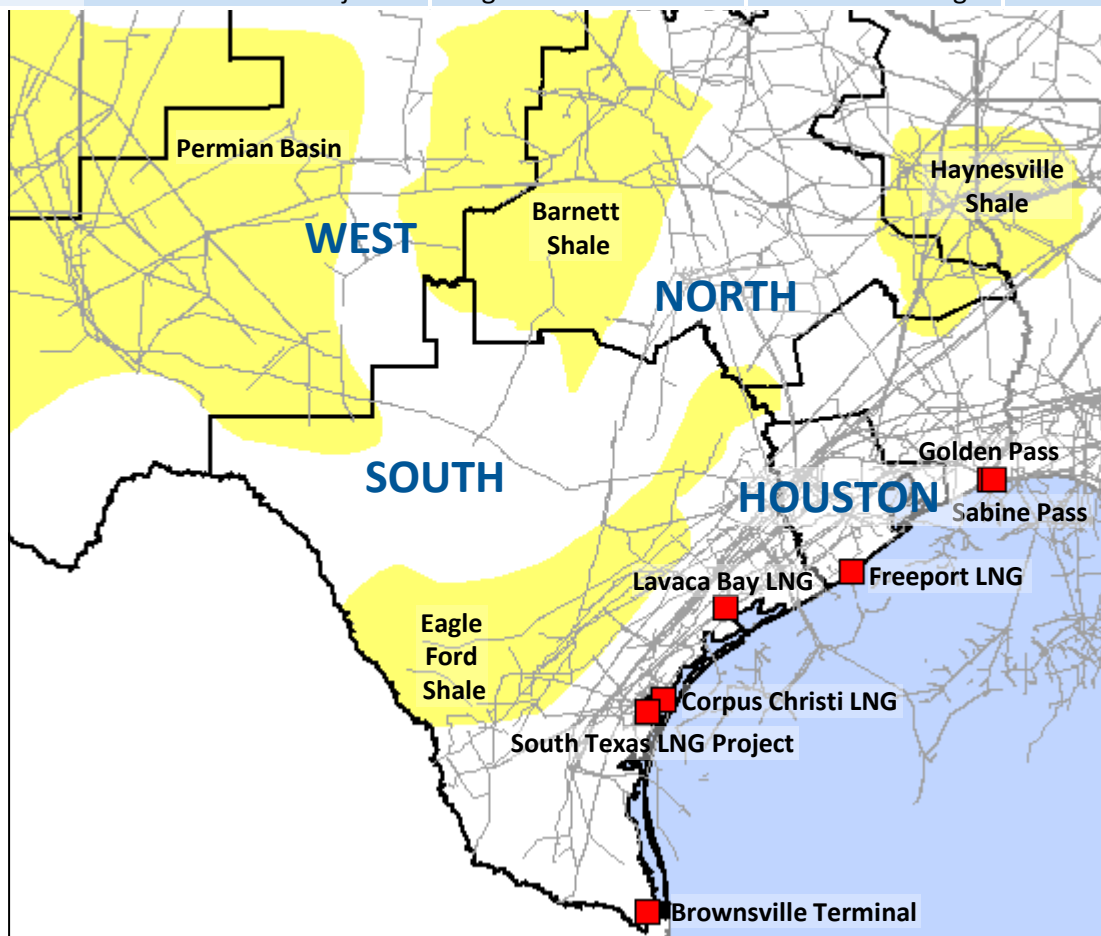 Permian Basin
WEST
Barnett
Shale
NORTH
Haynesville
Shale
SOUTH
HOUSTON
Golden Pass
Sabine Pass
Freeport LNG
Lavaca Bay LNG
Eagle
Ford
Shale
Corpus Christi LNG
South Texas LNG Project
Brownsville Terminal